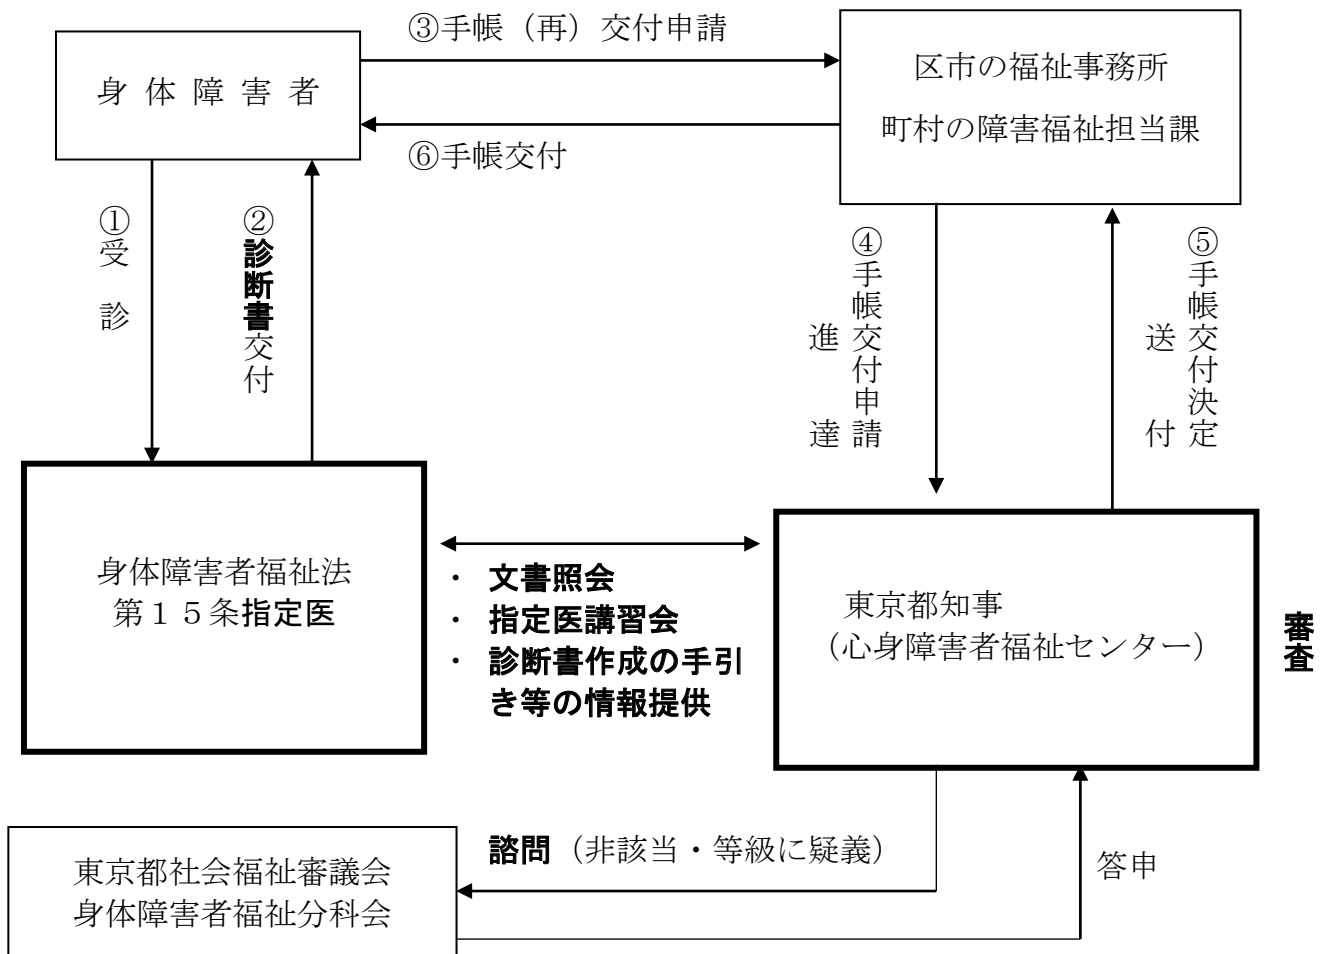 ③手帳（再）交付申請
身体障害者
区市の福祉事務所
町村の障害福祉担当課
⑥手帳交付
①受診
②診断書交付
④手帳交付申請
進達
⑤手帳交付決定
送付
身体障害者福祉法
第１５条指定医
・ 文書照会
・ 指定医講習会
・ 診断書作成の手引
き等の情報提供
東京都知事
（心身障害者福祉センター）
審査
諮問（非該当・等級に疑義）
答申
東京都社会福祉審議会
身体障害者福祉分科会